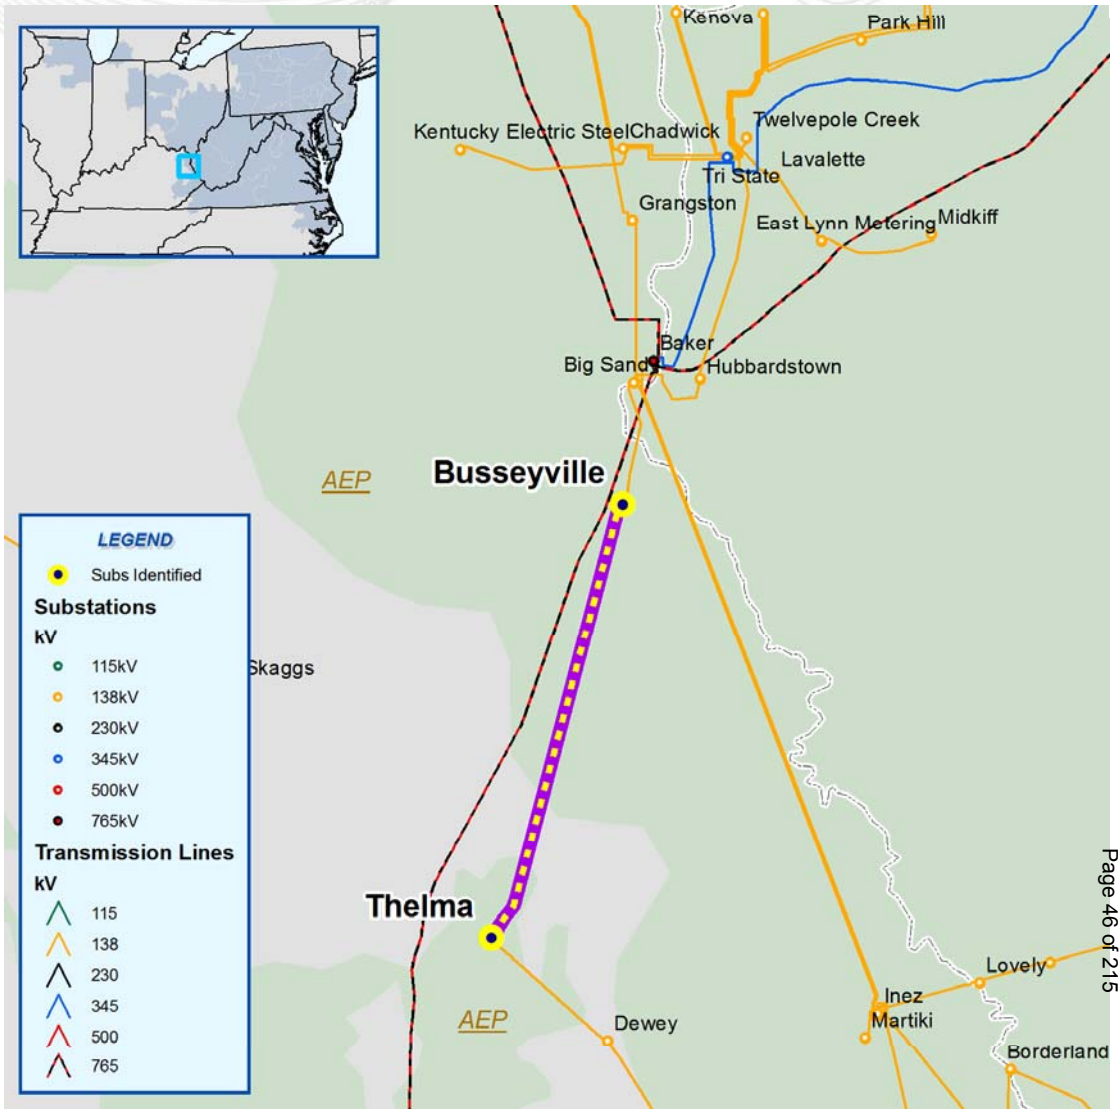 Kenova
Park Hill
Kentucky Electric Steel
Chadwick
Twelvepole Creek
Lavalette
Tri State
Grangston
East Lynn Metering
Midkiff
Baker
Big Sandy
Hubbardstown
Busseyville
AEP
LEGEND
Subs Identified
Substations
kV
115kV
138kV
230kV
345kV
500kV
765kV
Transmission Lines
kV
115
138
230
345
500
765
Skaggs
Thelma
AEP
Dewey
Lovely
Inez
Martiki
Borderland
Page 46 of 215